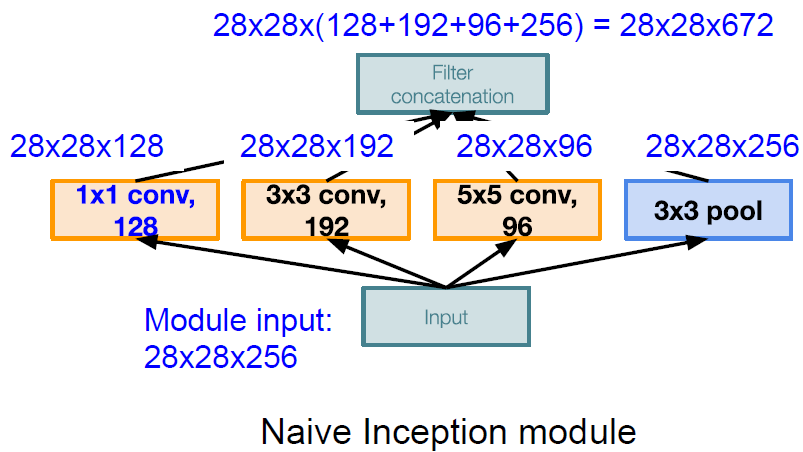 28x28x(128+192+96+256) = 28x28x672
Filter
concatenation
28x28x128
28x28x192
28x28x96
28x28x256
1x1 conv,
128
3x3 conv,
192
5x5 conv,
96
3x3 pool
Input
Module input:
28x28x256
Naive Inception module